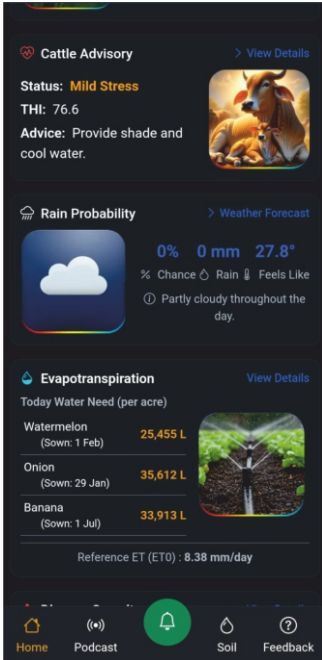 Cattle Advisory
> View Details
Status: Mild Stress
THI: 76.6
Advice: Provide shade and
cool water.
Rain Probability
> Weather Forecast
0% 0 mm 27.8°
% Chance Rain Feels Like
Partly cloudy throughout the
day.
Evapotranspiration
View Details
Today Water Need (per acre)
Watermelon
(Sown: 1 Feb)
25,455 L
Onion
(Sown: 29 Jan)
35,612 L
Banana
(Sown: 1 Jul)
33,913 L
Reference ET (ET0) : 8.38 mm/day
Home
Podcast
Soil
Feedback